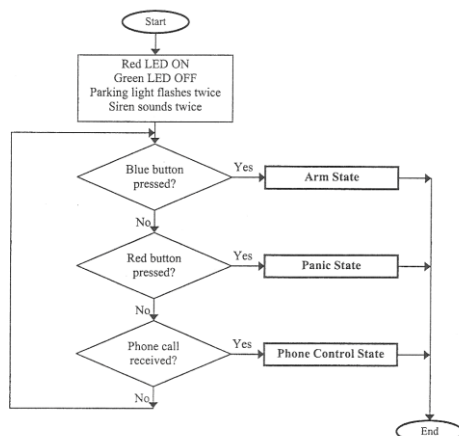 Start
Red LED ON
Green LED OFF
Parking light flashes twice
Siren sounds twice
Blue button
pressed?
Yes
Arm State
No
Red button
pressed?
Yes
Panic State
No
Phone call
received?
Yes
Phone Control State
No
End